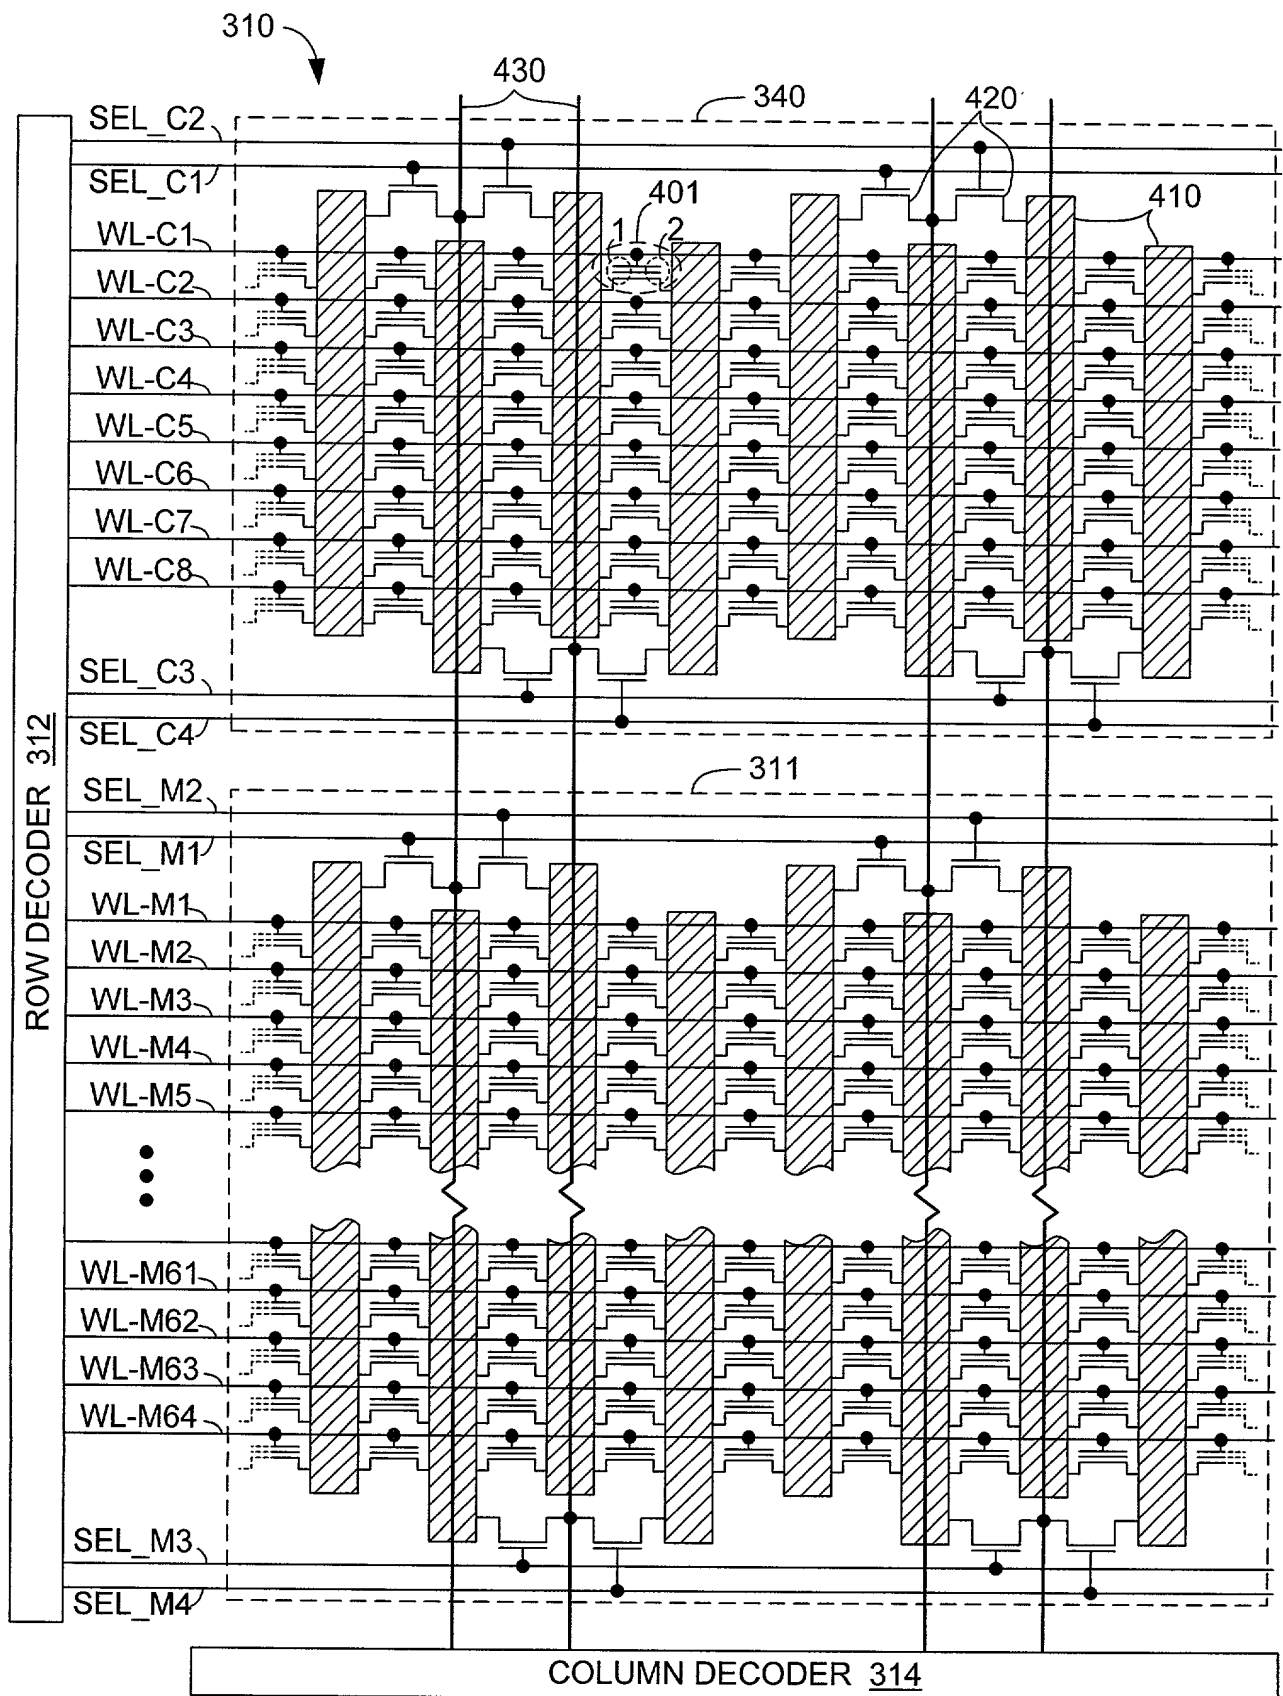 310
430
340
420
SEL_C2
SEL_C1
401
410
1
2
WL-C1
WL-C2
WL-C3
WL-C4
WL-C5
WL-C6
WL-C7
WL-C8
SEL_C3
SEL_C4
ROW DECODER 312
311
SEL_M2
SEL_M1
WL-M1
WL-M2
WL-M3
WL-M4
WL-M5
WL-M61
WL-M62
WL-M63
WL-M64
SEL_M3
SEL_M4
COLUMN DECODER 314